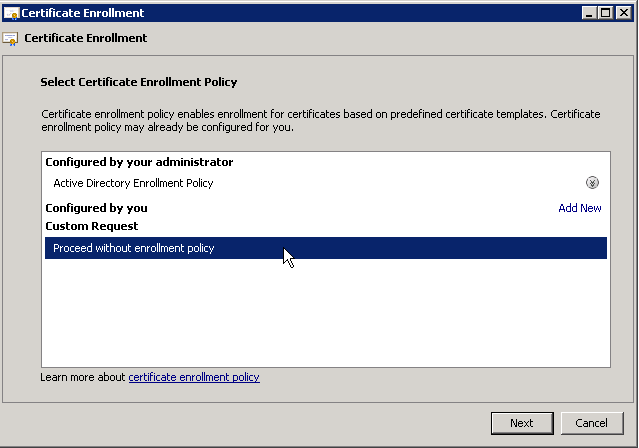 Certificate Enrollment
Certificate Enrollment
Select Certificate Enrollment Policy
Certificate enrollment policy enables enrollment for certificates based on predefined certificate templates. Certificate
enrollment policy may already be configured for you.
Configured by your administrator
Active Directory Enrollment Policy
Configured by you Add New
Custom Request
Proceed without enrollment policy
Learn more about certificate enrollment policy
Next Cancel